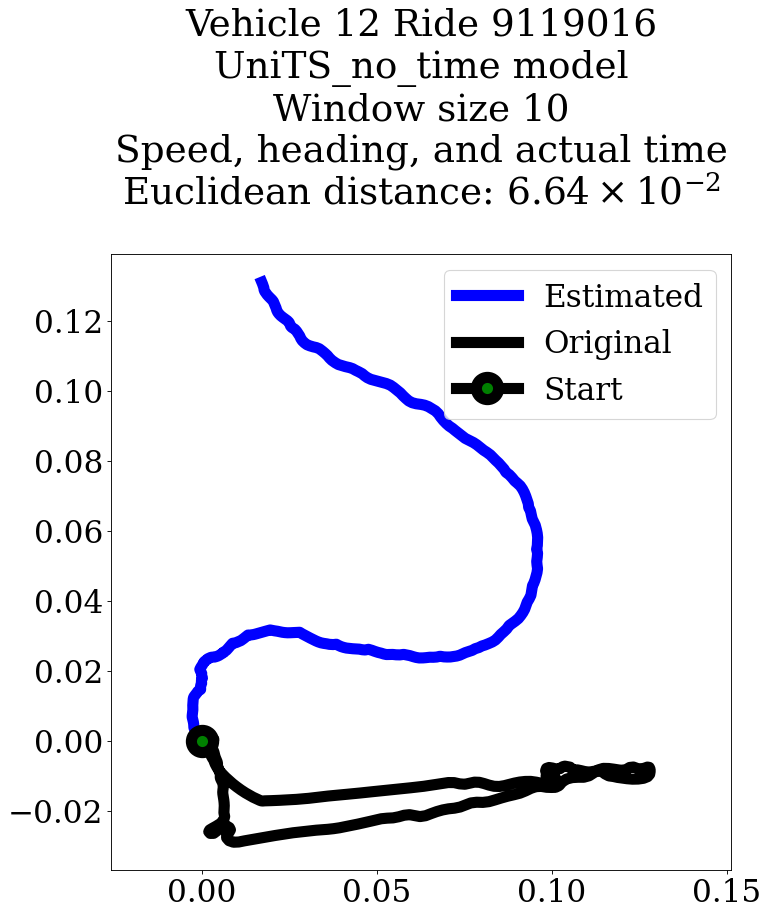 Vehicle 12 Ride 9119016
UniTS_no_time model
Window size 10
Speed, heading, and actual time
Euclidean distance: 6.64 × 10⁻²
Estimated
Original
Start
0.12
0.10
0.08
0.06
0.04
0.02
0.00
−0.02
0.00 0.05 0.10 0.15